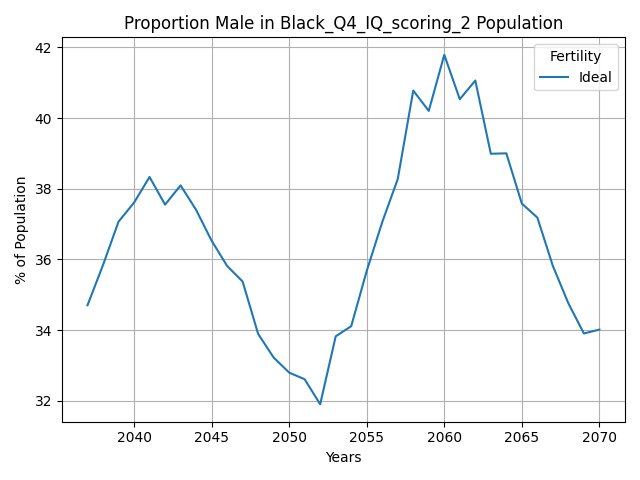 Proportion Male in Black_Q4_IQ_scoring_2 Population
Fertility
Ideal
% of Population
42
40
38
36
34
32
2040 2045 2050 2055 2060 2065 2070
Years